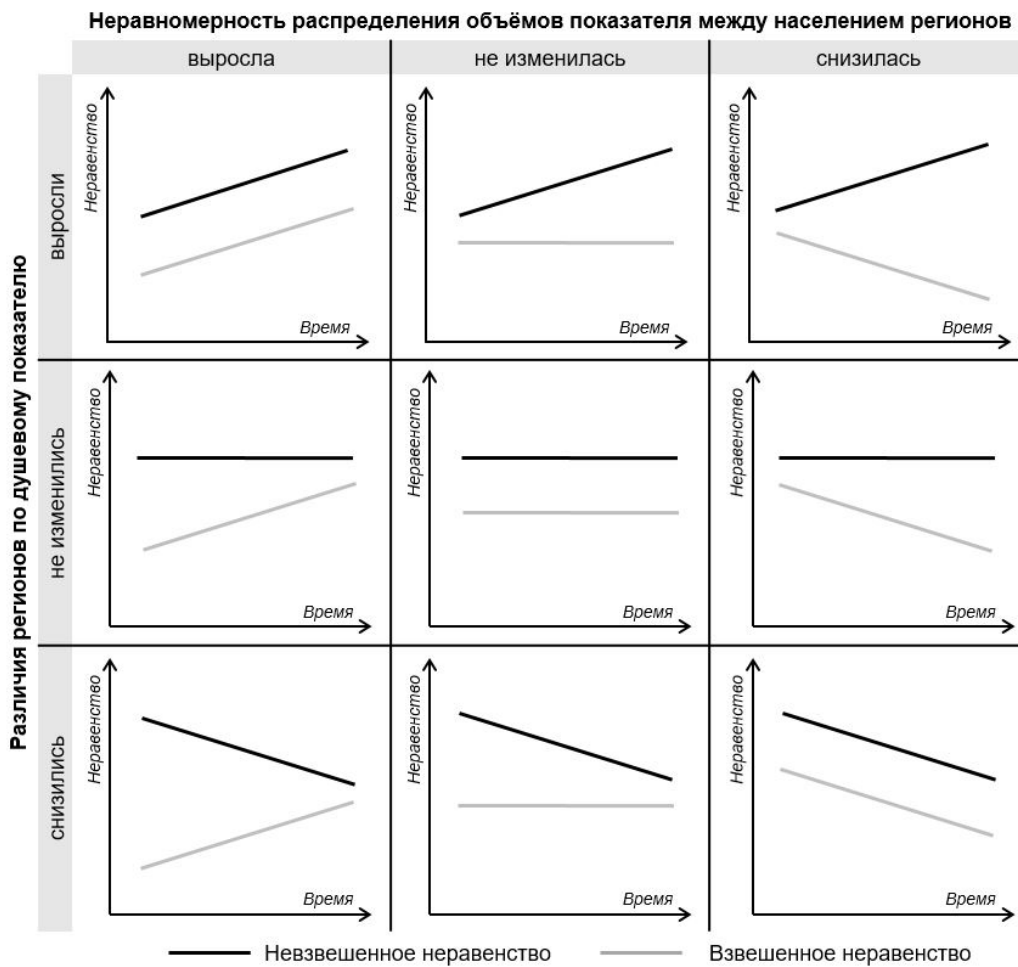 Неравномерность распределения объёмов показателя между населением регионов
выросла
не изменилась
снизилась
Различия регионов по душевому показателю
выросли
Неравенство
Время
Неравенство
Время
Неравенство
Время
не изменились
Неравенство
Время
Неравенство
Время
Неравенство
Время
снизились
Неравенство
Время
Неравенство
Время
Неравенство
Время
Невзвешенное неравенство
Взвешенное неравенство